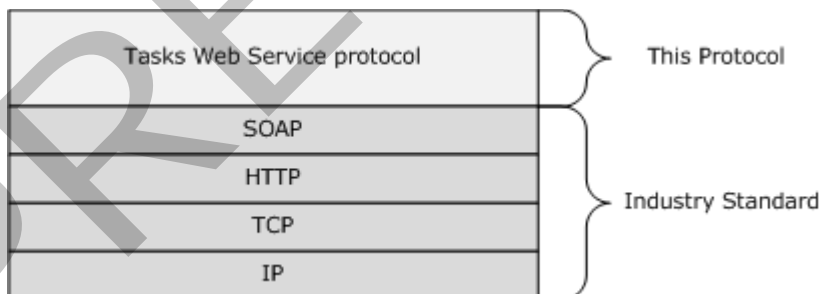 Tasks Web Service protocol
This Protocol
SOAP
HTTP
Industry Standard
TCP
IP